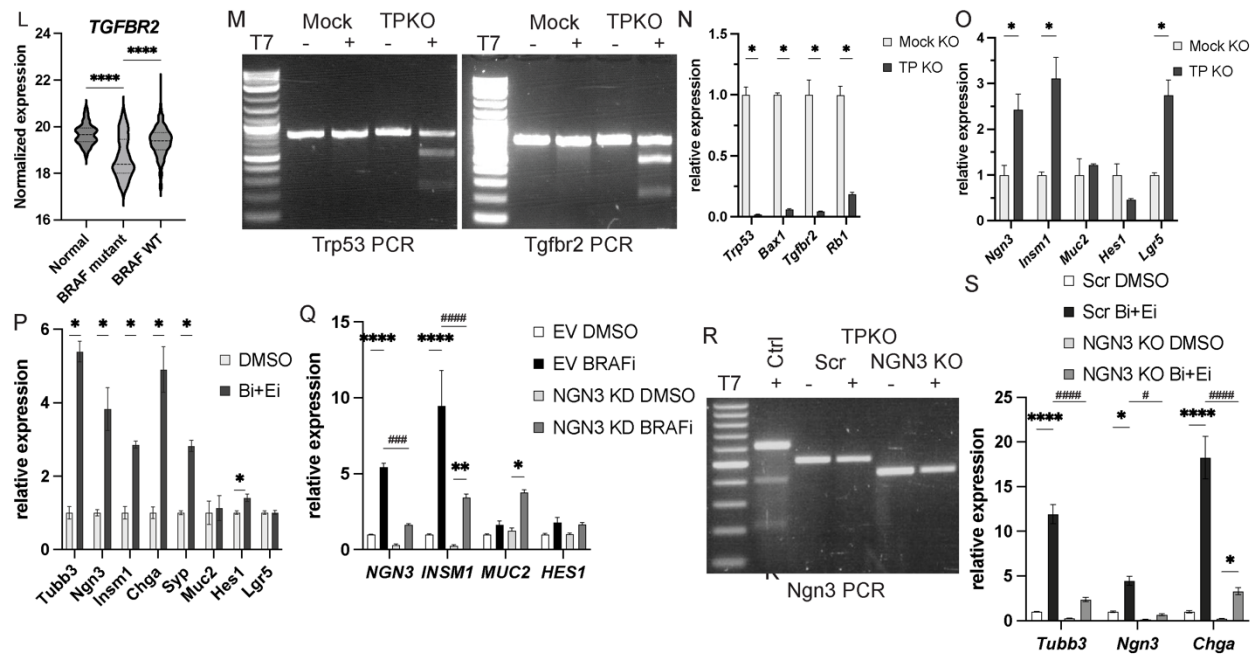 L
TGFBR2
****
****
Normalized expression
22
20
18
16
Normal
BRAF mutant
BRAF WT
M
Mock TPKO
T7 - + - +
Trp53 PCR
Mock TPKO
T7 - + - +
Tgfbr2 PCR
N
relative expression
1.5
1.0
0.5
0.0
* * * *
Trp53
Bax1
Tgfbr2
Rb1
Mock KO
TP KO
O
relative expression
4
3
2
1
0
* * *
Ngn3
Insm1
Muc2
Hes1
Lgr5
Mock KO
TP KO
P
relative expression
6
4
2
0
* * * * * *
Tubb3
Ngn3
Insm1
Chga
Syp
Muc2
Hes1
Lgr5
DMSO
Bi+Ei
Q
relative expression
15
10
5
0
**** ### **** #### ** *
NGN3 INSM1 MUC2 HES1
EV DMSO
EV BRAFi
NGN3 KD DMSO
NGN3 KD BRAFi
R
TPKO
Ctrl Scr NGN3 KO
T7 + - + - +
Ngn3 PCR
S
Scr DMSO
Scr Bi+Ei
NGN3 KO DMSO
NGN3 KO Bi+Ei
relative expression
25
20
15
10
5
0
**** #### * # **** #### *
Tubb3 Ngn3 Chga